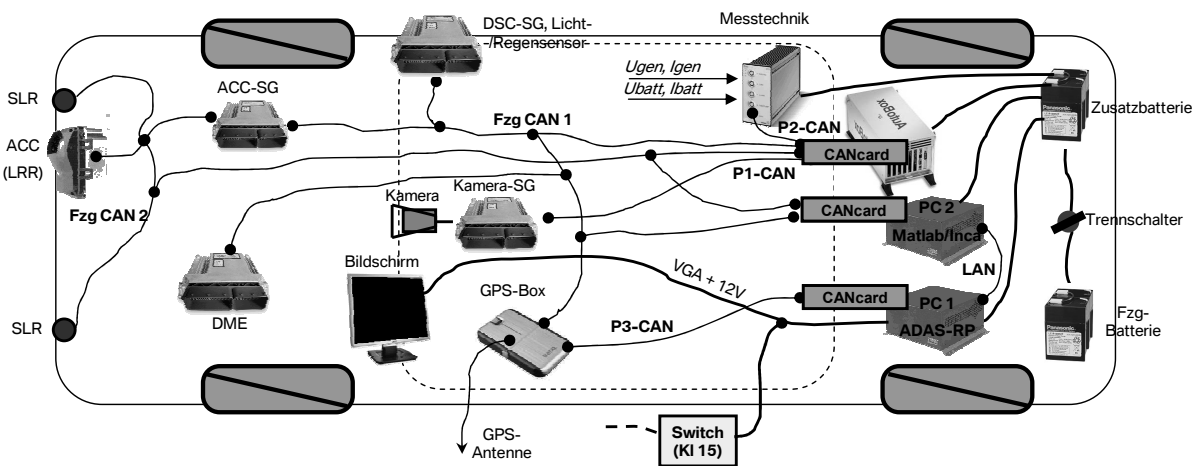 DSC-SG, Licht-
/Regensensor
Messtechnik
Ugen, Igen
Ubatt, Ibatt
SLR
ACC-SG
ACC
(LRR)
Fzg CAN 1
P2-CAN
AutoBox
Panasonic
Zusatzbatterie
CANcard
P1-CAN
Fzg CAN 2
Kamera
Kamera-SG
CANcard
PC 2
Matlab/Inca
Trennschalter
Bildschirm
VGA + 12V
LAN
GPS-Box
DME
SLR
P3-CAN
CANcard
PC 1
ADAS-RP
Panasonic
Fzg-
Batterie
GPS-
Antenne
Switch
(Kl 15)